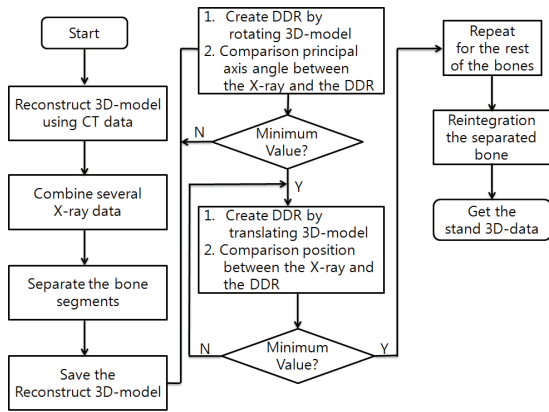 Start
Reconstruct 3D-model
using CT data
Combine several
X-ray data
Separate the bone
segments
Save the
Reconstruct 3D-model
1. Create DDR by
rotating 3D-model
2. Comparison principal
axis angle between
the X-ray and the DDR
N
Minimum
Value?
Y
1. Create DDR by
translating 3D-model
2. Comparison position
between the X-ray and
the DDR
N
Minimum
Value?
Y
Repeat
for the rest
of the bones
Reintegration
the separated
bone
Get the
stand 3D-data